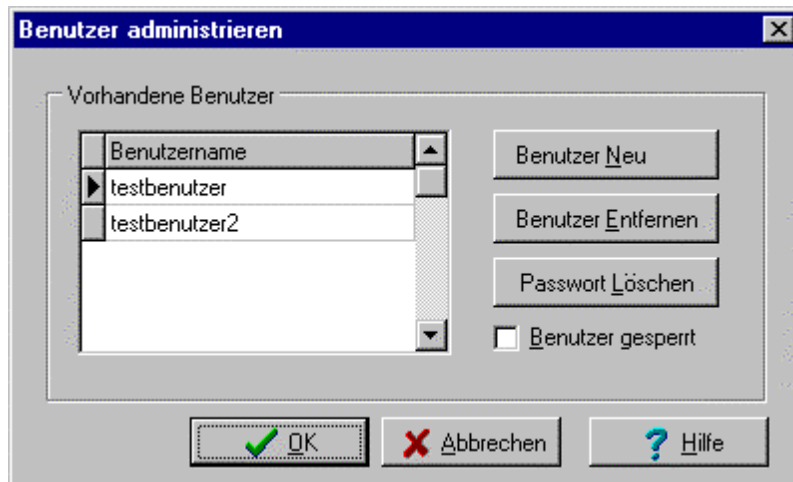 Benutzer administrieren
Vorhandene Benutzer
Benutzername
testbenutzer
testbenutzer2
Benutzer Neu
Benutzer Entfernen
Passwort Löschen
Benutzer gesperrt
OK
Abbrechen
Hilfe